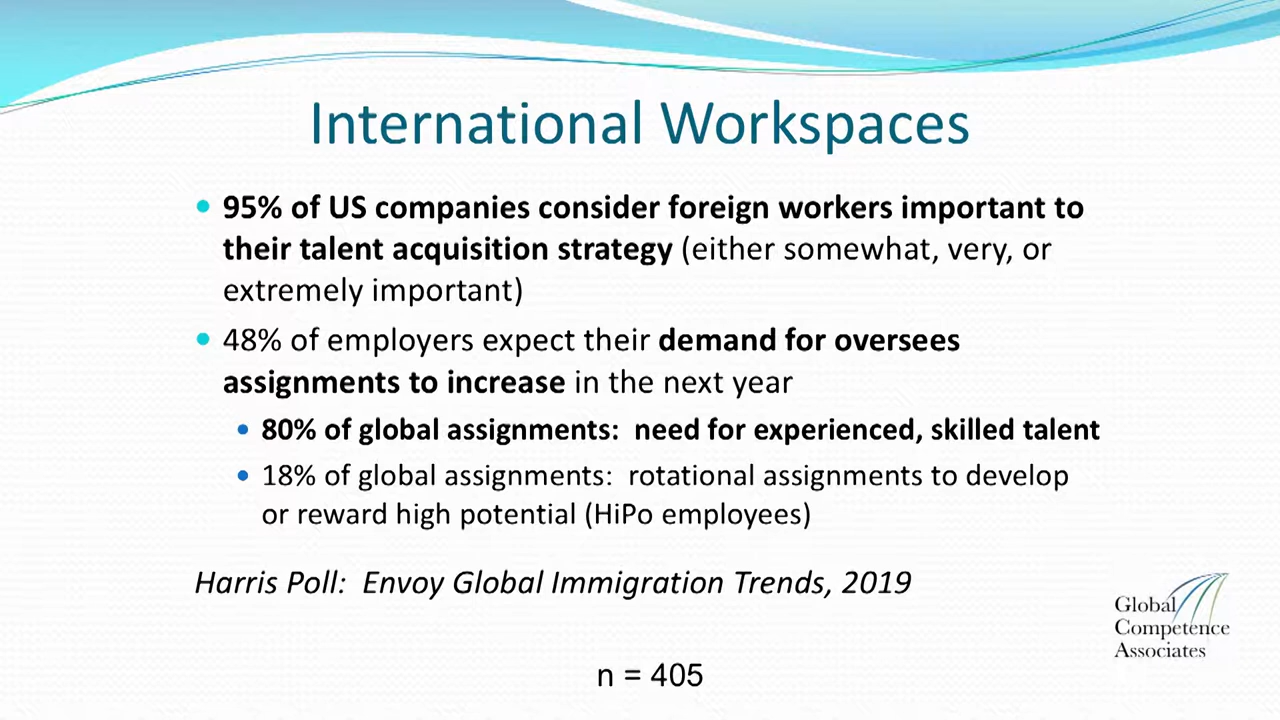 International Workspaces
• 95% of US companies consider foreign workers important to
their talent acquisition strategy (either somewhat, very, or
extremely important)
• 48% of employers expect their demand for oversees
assignments to increase in the next year
• 80% of global assignments:  need for experienced, skilled talent
• 18% of global assignments:  rotational assignments to develop
or reward high potential (HiPo employees)
Harris Poll:  Envoy Global Immigration Trends, 2019
Global
Competence
Associates
n = 405